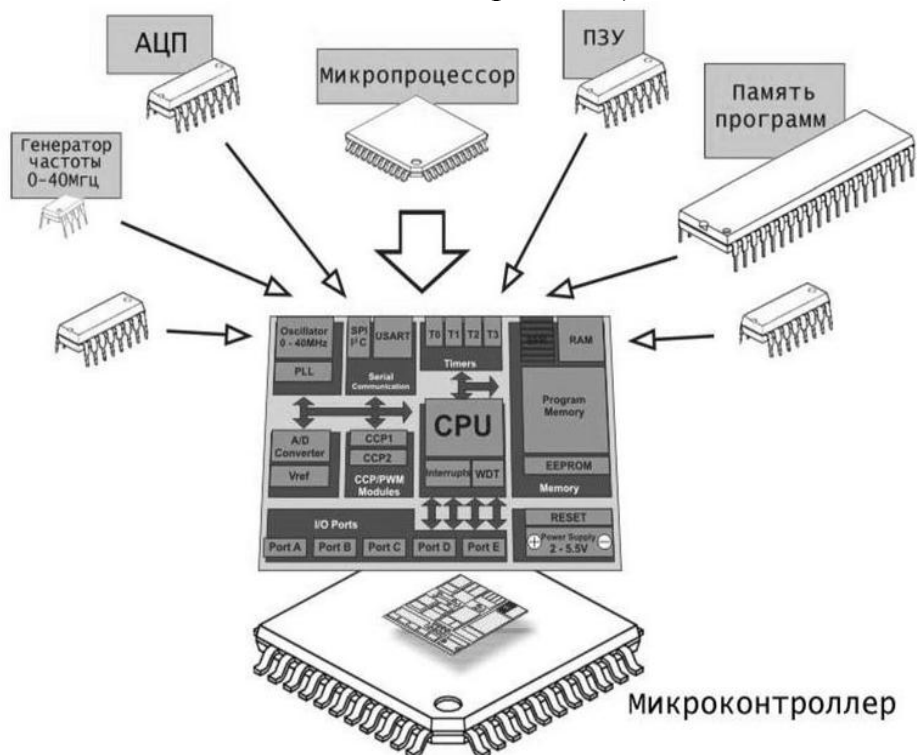 АЦП
Микропроцессор
ПЗУ
Память
программ
Генератор
частоты
0-40Мгц
Oscillator
0 - 40MHz
PLL
SPI
I²C
USART
Serial
Communication
T0 T1 T2 T3
Timers
RAM
Program
Memory
EEPROM
Memory
A/D
Converter
Vref
CCP1
CCP2
CCP/PWM
Modules
CPU
Interrupts
WDT
I/O Ports
Port A Port B Port C Port D Port E
RESET
+ Power Supply -
2 - 5.5V
Микроконтроллер